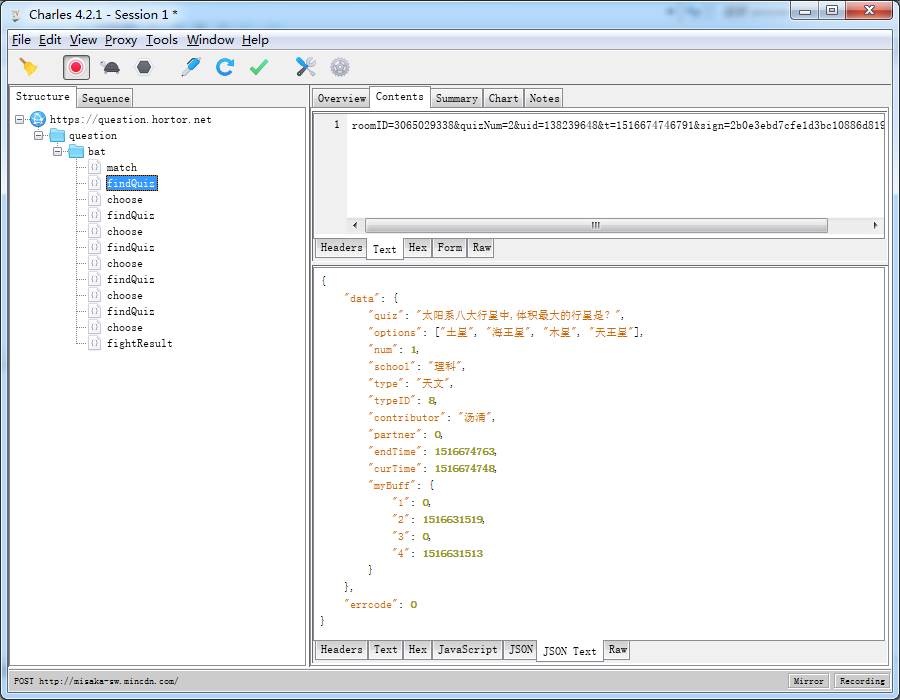 Charles 4.2.1 - Session 1 *
File Edit View Proxy Tools Window Help
Structure Sequence
https://question.hortor.net
question
bat
match
findQuiz
choose
findQuiz
choose
findQuiz
choose
findQuiz
choose
findQuiz
choose
fightResult
Overview Contents Summary Chart Notes
1 roomID=3065029338&quizNum=2&uid=138239648&t=1516674746791&sign=2b0e3ebd7cfe1d3bc10886d819
Headers Text Hex Form Raw
{
"data": {
"quiz": "太阳系八大行星中,体积最大的行星是？",
"options": ["土星", "海王星", "木星", "天王星"],
"num": 1,
"school": "理科",
"type": "天文",
"typeID": 8,
"contributor": "汤涌",
"partner": 0,
"endTime": 1516674763,
"curTime": 1516674748,
"myBuff": {
"1": 0,
"2": 1516631519,
"3": 0,
"4": 1516631513
}
},
"errcode": 0
}
Headers Text Hex JavaScript JSON JSON Text Raw
POST http://misaka-sw.mincdn.com/
Mirror Recording